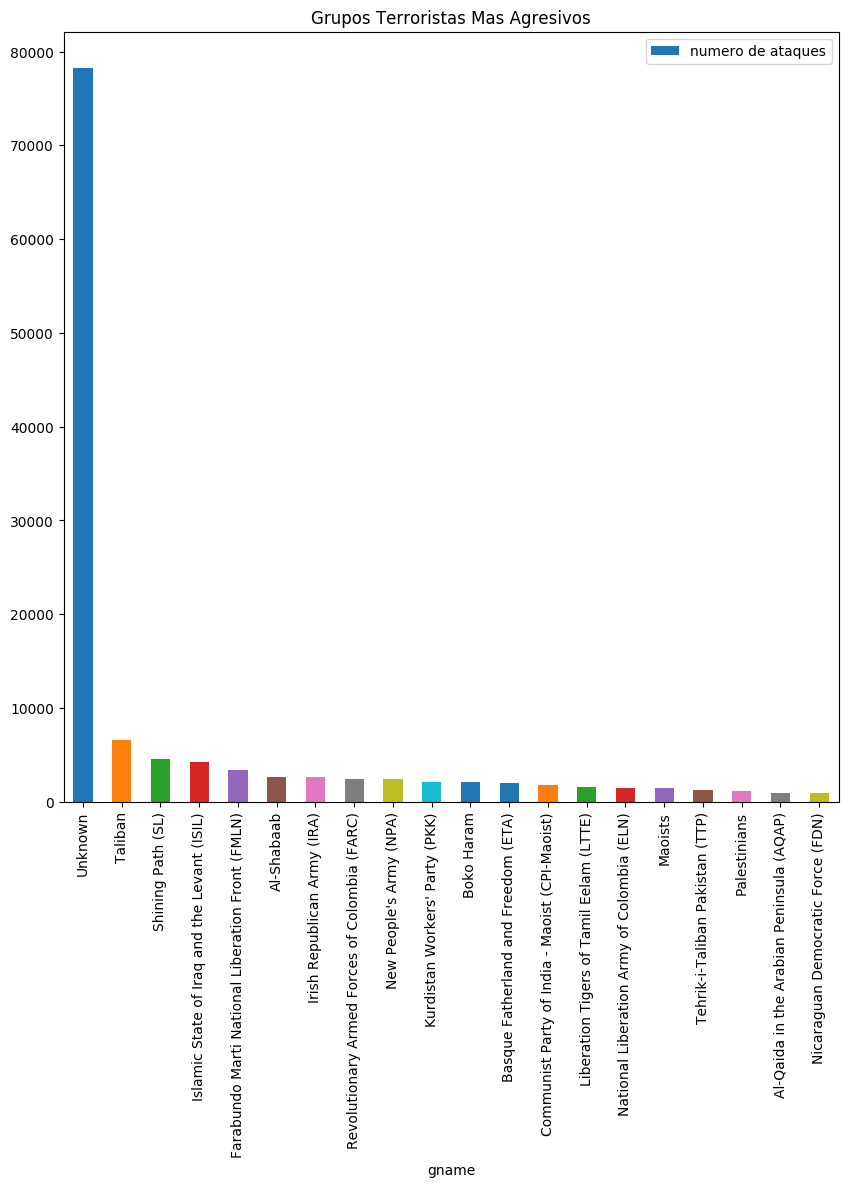 Grupos Terroristas Mas Agresivos
numero de ataques
80000
70000
60000
50000
40000
30000
20000
10000
0
Unknown
Taliban
Shining Path (SL)
Islamic State of Iraq and the Levant (ISIL)
Farabundo Marti National Liberation Front (FMLN)
Al-Shabaab
Irish Republican Army (IRA)
Revolutionary Armed Forces of Colombia (FARC)
New People's Army (NPA)
Kurdistan Workers' Party (PKK)
Boko Haram
Basque Fatherland and Freedom (ETA)
Communist Party of India - Maoist (CPI-Maoist)
Liberation Tigers of Tamil Eelam (LTTE)
National Liberation Army of Colombia (ELN)
Maoists
Tehrik-i-Taliban Pakistan (TTP)
Palestinians
Al-Qaida in the Arabian Peninsula (AQAP)
Nicaraguan Democratic Force (FDN)
gname